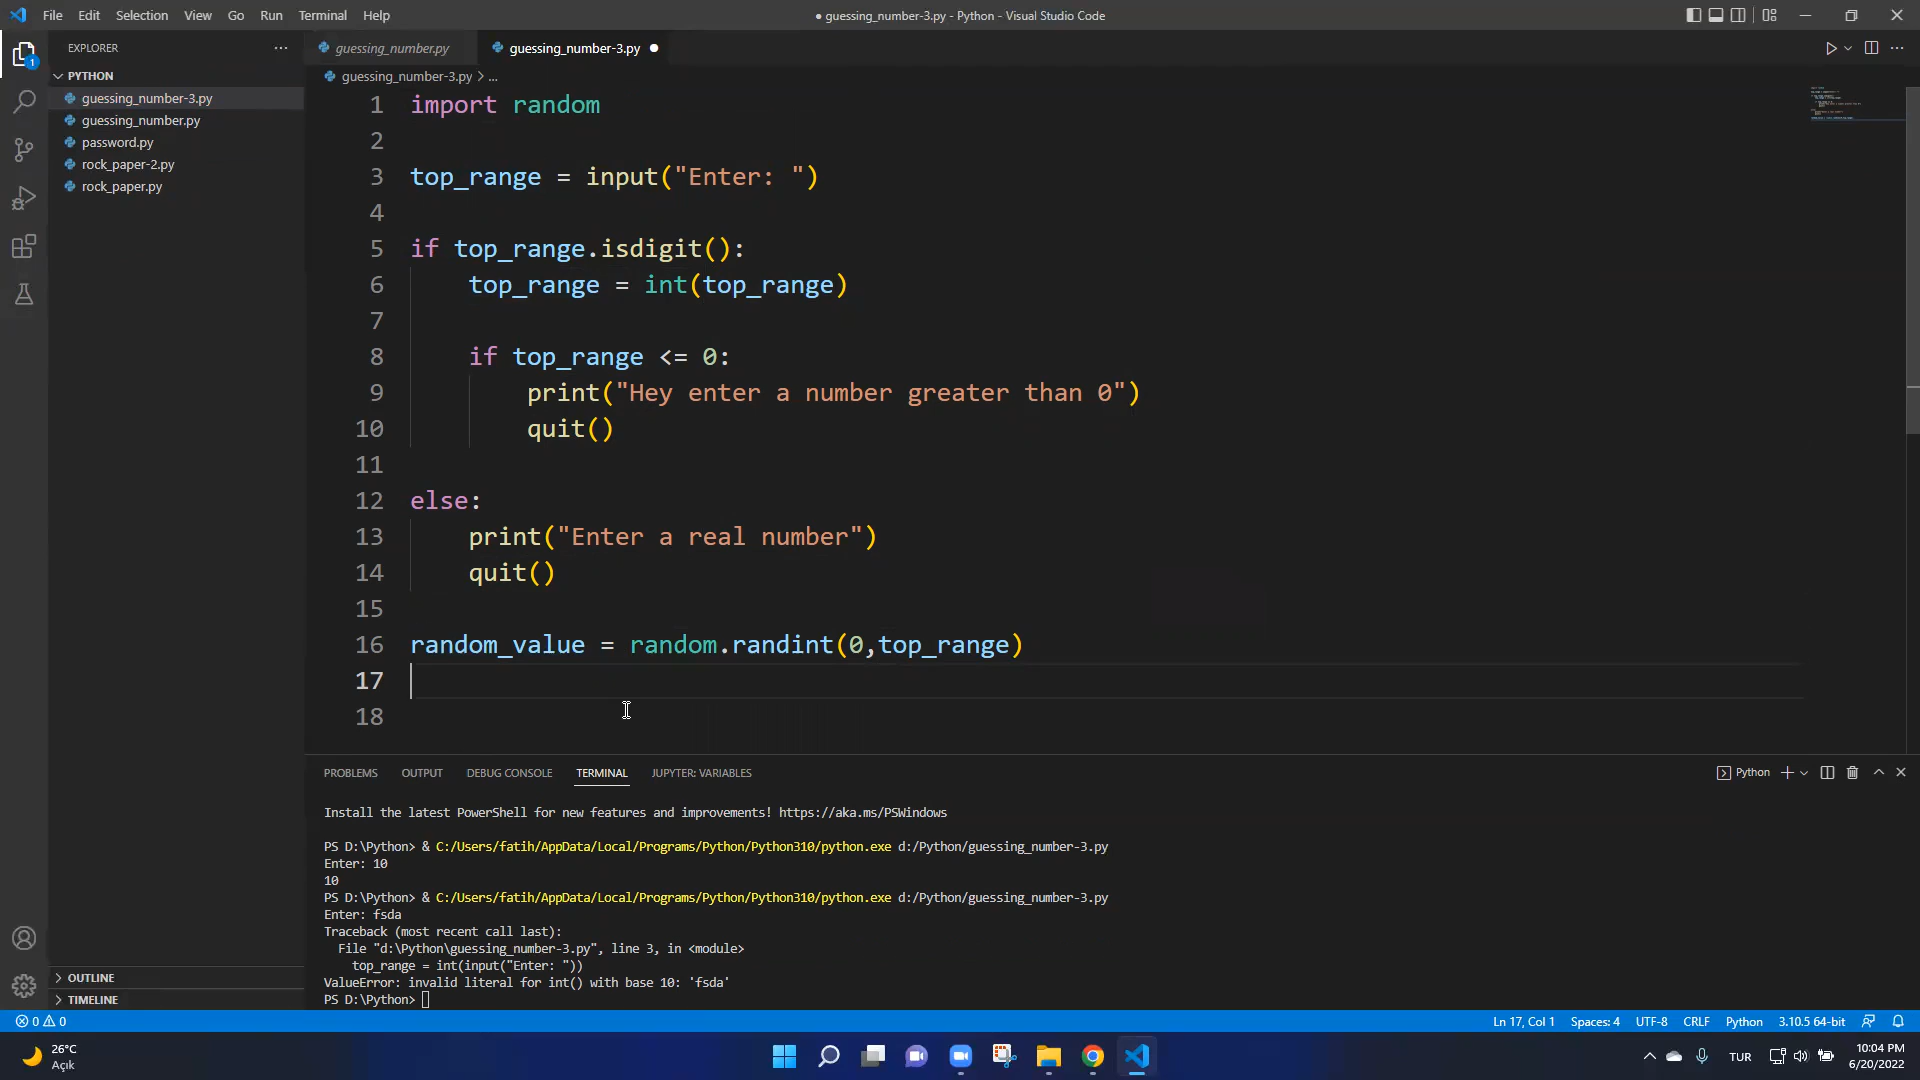 File Edit Selection View Go Run Terminal Help
● guessing_number-3.py - Python - Visual Studio Code
EXPLORER
PYTHON
guessing_number-3.py
guessing_number.py
password.py
rock_paper-2.py
rock_paper.py
OUTLINE
TIMELINE
1
guessing_number.py
guessing_number-3.py
guessing_number-3.py > ...
1 import random
2
3 top_range = input("Enter: ")
4
5 if top_range.isdigit():
6     top_range = int(top_range)
7
8     if top_range <= 0:
9         print("Hey enter a number greater than 0")
10         quit()
11
12 else:
13     print("Enter a real number")
14     quit()
15
16 random_value = random.randint(0,top_range)
17
18
PROBLEMS OUTPUT DEBUG CONSOLE TERMINAL JUPYTER: VARIABLES
Python
Install the latest PowerShell for new features and improvements! https://aka.ms/PSWindows
PS D:\Python> & C:/Users/fatih/AppData/Local/Programs/Python/Python310/python.exe d:/Python/guessing_number-3.py
Enter: 10
10
PS D:\Python> & C:/Users/fatih/AppData/Local/Programs/Python/Python310/python.exe d:/Python/guessing_number-3.py
Enter: fsda
Traceback (most recent call last):
  File "d:\Python\guessing_number-3.py", line 3, in <module>
    top_range = int(input("Enter: "))
ValueError: invalid literal for int() with base 10: 'fsda'
PS D:\Python>
0 0
Ln 17, Col 1 Spaces: 4 UTF-8 CRLF Python 3.10.5 64-bit
26°C
Açık
TUR
10:04 PM
6/20/2022